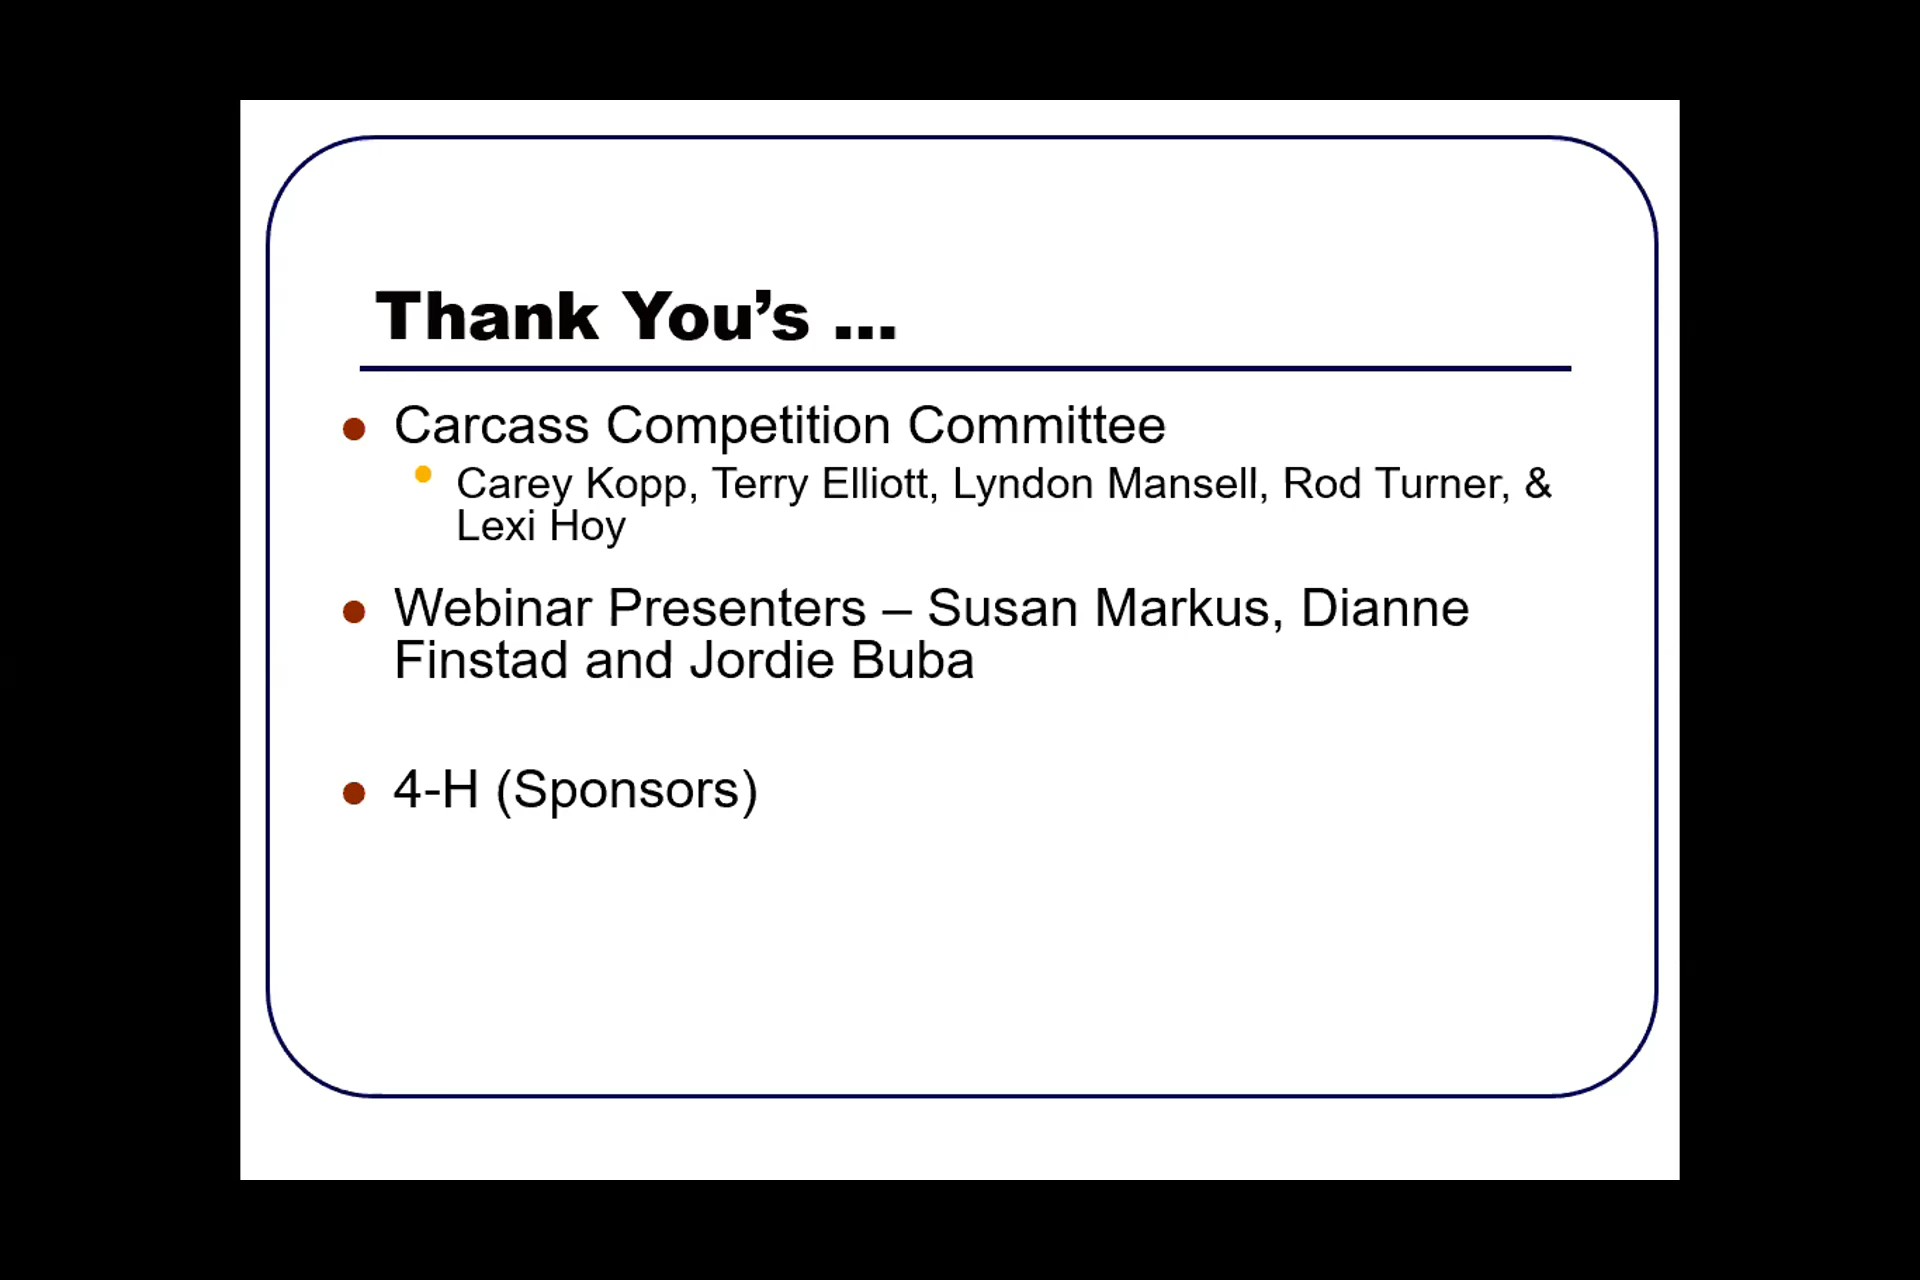 Thank You’s ...
Carcass Competition Committee
Carey Kopp, Terry Elliott, Lyndon Mansell, Rod Turner, &
Lexi Hoy
Webinar Presenters – Susan Markus, Dianne
Finstad and Jordie Buba
4-H (Sponsors)